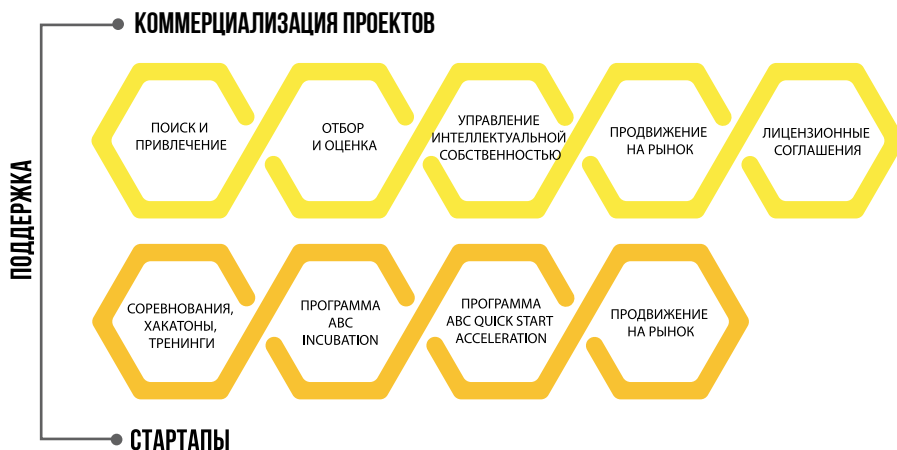 КОММЕРЦИАЛИЗАЦИЯ ПРОЕКТОВ
ПОИСК И
ПРИВЛЕЧЕНИЕ
ОТБОР
И ОЦЕНКА
УПРАВЛЕНИЕ
ИНТЕЛЛЕКТУАЛЬНОЙ
СОБСТВЕННОСТЬЮ
ПРОДВИЖЕНИЕ
НА РЫНОК
ЛИЦЕНЗИОННЫЕ
СОГЛАШЕНИЯ
ПОДДЕРЖКА
СОРЕВНОВАНИЯ,
ХАКАТОНЫ,
ТРЕНИНГИ
ПРОГРАММА
ABC
INCUBATION
ПРОГРАММА
ABC QUICK START
ACCELERATION
ПРОДВИЖЕНИЕ
НА РЫНОК
СТАРТАПЫ